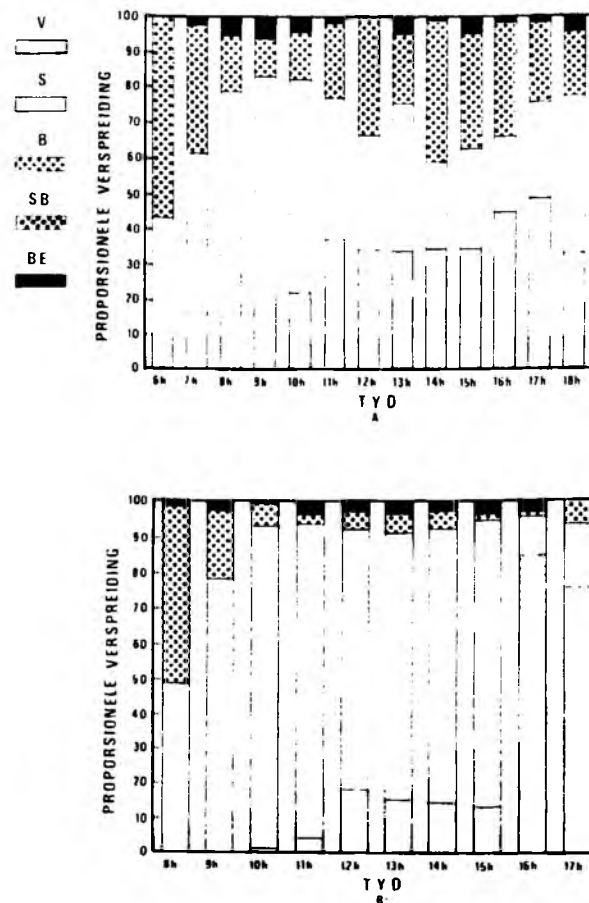 V
S
B
SB
BE
PROPORSIONELE VERSPREIDING
100
90
80
70
60
50
40
30
20
10
0
6h 7h 8h 9h 10h 11h 12h 13h 14h 15h 16h 17h 18h
TYD
A
PROPORSIONELE VERSPREIDING
100
90
80
70
60
50
40
30
20
10
0
8h 9h 10h 11h 12h 13h 14h 15h 16h 17h
TYD
B